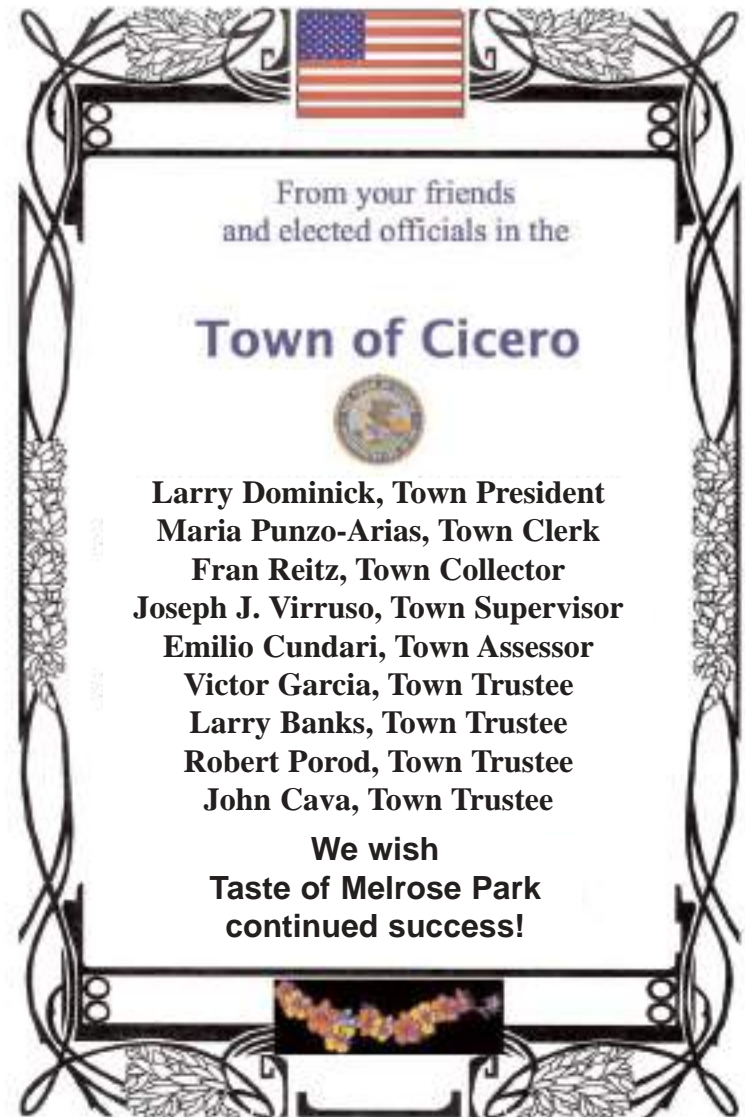 From your friends
and elected officials in the
Town of Cicero
Larry Dominick, Town President
Maria Punzo-Arias, Town Clerk
Fran Reitz, Town Collector
Joseph J. Virruso, Town Supervisor
Emilio Cundari, Town Assessor
Victor Garcia, Town Trustee
Larry Banks, Town Trustee
Robert Porod, Town Trustee
John Cava, Town Trustee
We wish
Taste of Melrose Park
continued success!